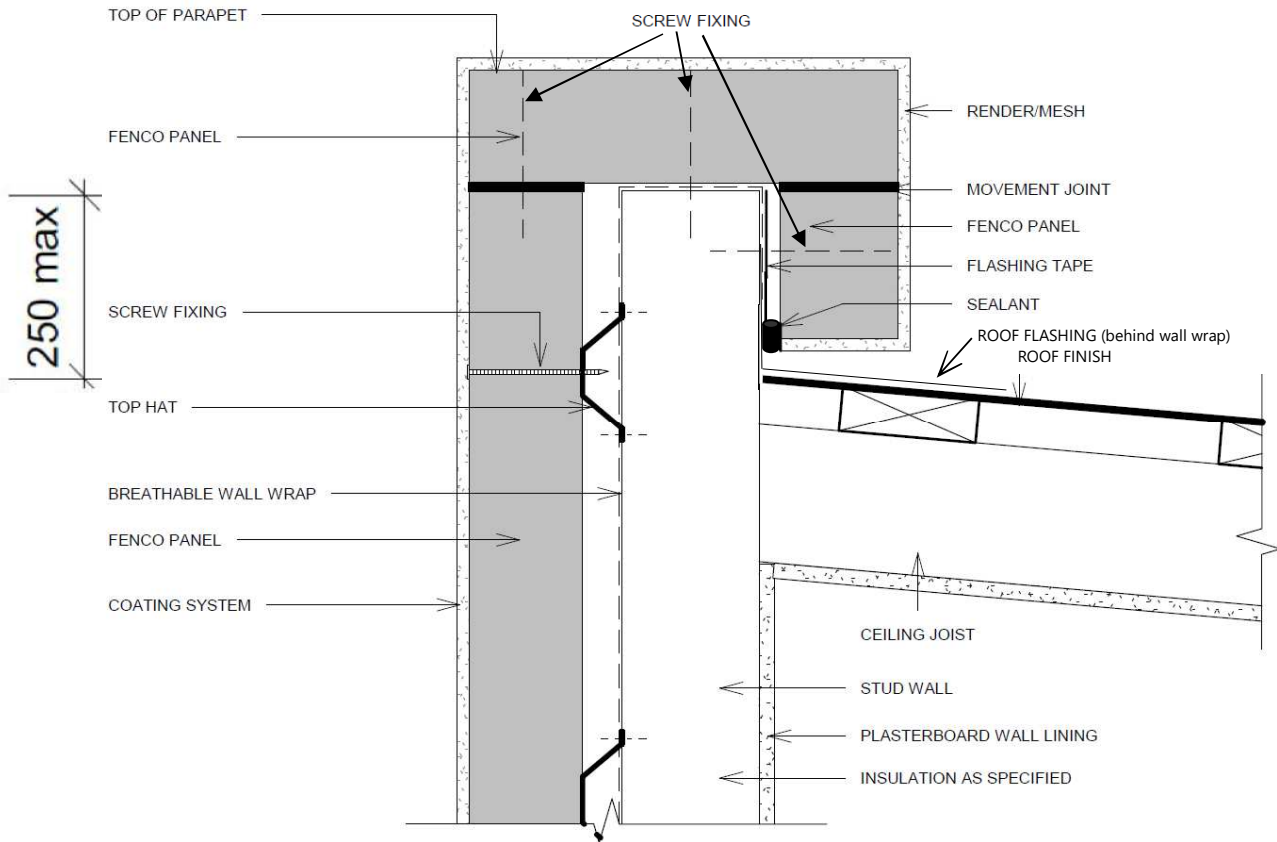 TOP OF PARAPET
SCREW FIXING
FENCO PANEL
RENDER/MESH
MOVEMENT JOINT
FENCO PANEL
FLASHING TAPE
SEALANT
250 max
SCREW FIXING
ROOF FLASHING (behind wall wrap)
ROOF FINISH
TOP HAT
BREATHABLE WALL WRAP
FENCO PANEL
COATING SYSTEM
CEILING JOIST
STUD WALL
PLASTERBOARD WALL LINING
INSULATION AS SPECIFIED